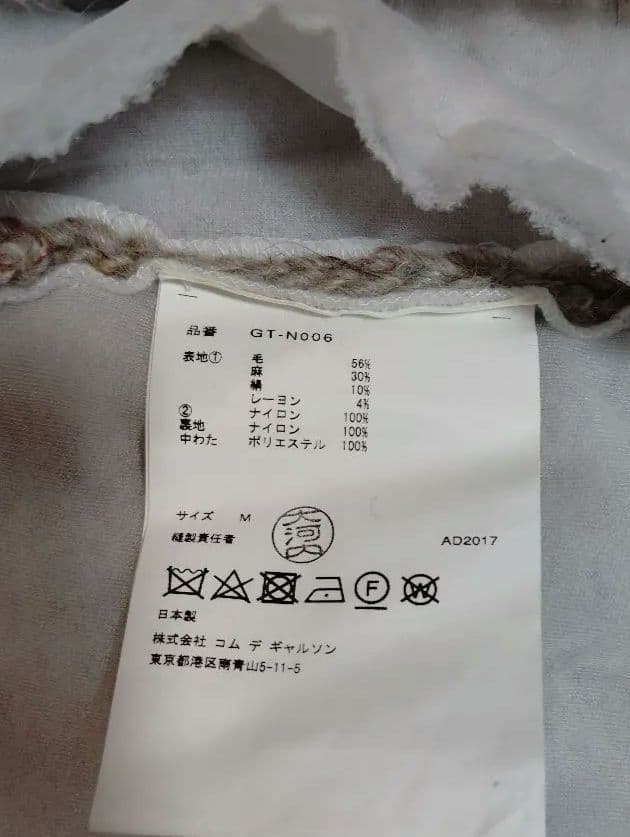 品番 GT-N006
表地① 毛 56%
麻 30%
絹 10%
レーヨン 4%
② ナイロン 100%
裏地 ナイロン 100%
中わた ポリエステル 100%
サイズ M
縫製責任者 大河内 AD2017
F W
日本製
株式会社 コム デ ギャルソン
東京都港区南青山5-11-5